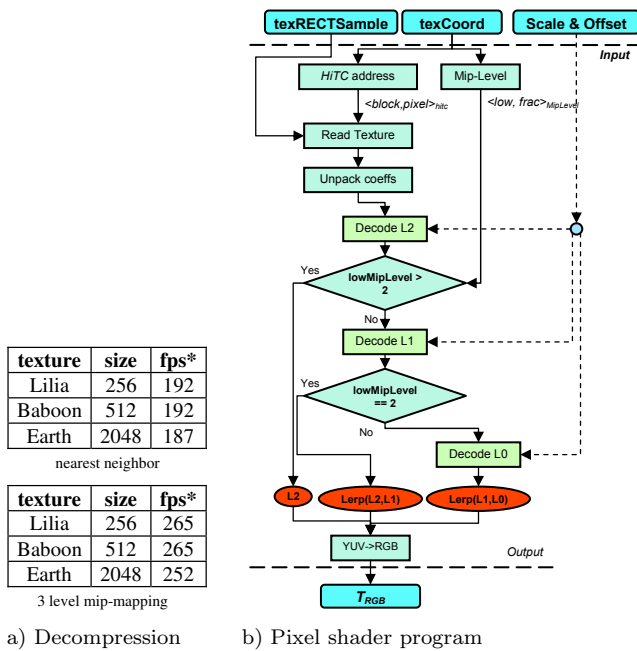 texRECTSample texCoord Scale & Offset
Input
HiTC address Mip-Level
<block,pixel>hitc <low, frac>MipLevel
Read Texture
Unpack coeffs
Decode L2
Yes lowMipLevel >
2
No
Decode L1
Yes lowMipLevel
== 2
No
Decode L0
L2 Lerp(L2,L1) Lerp(L1,L0)
YUV->RGB
Output
TRGB
texture size fps*
Lilia 256 192
Baboon 512 192
Earth 2048 187
nearest neighbor
texture size fps*
Lilia 256 265
Baboon 512 265
Earth 2048 252
3 level mip-mapping
a) Decompression b) Pixel shader program